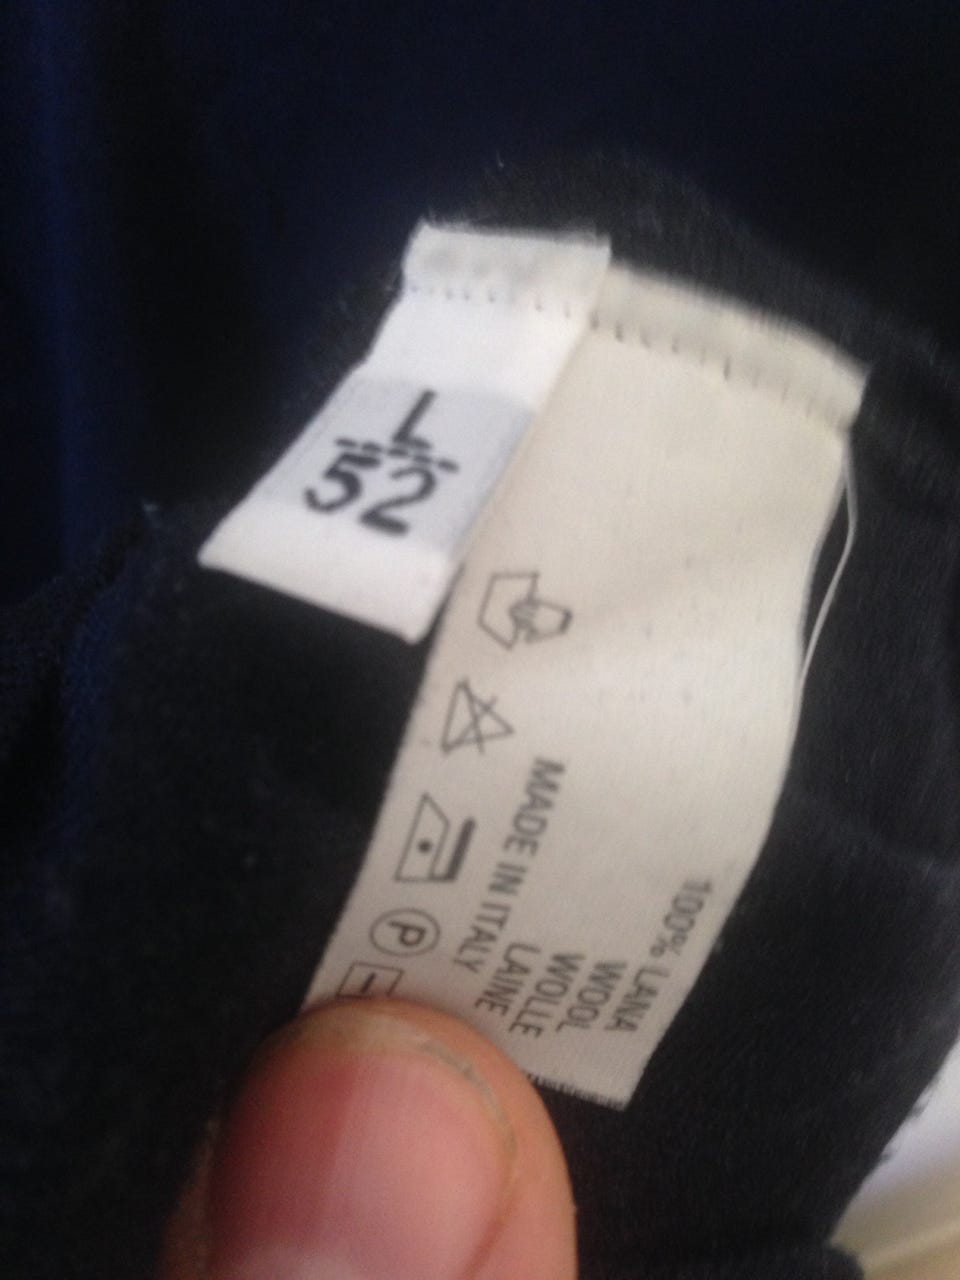 L
52
100% LANA
WOOL
WOLLE
LAINE
MADE IN ITALY
P